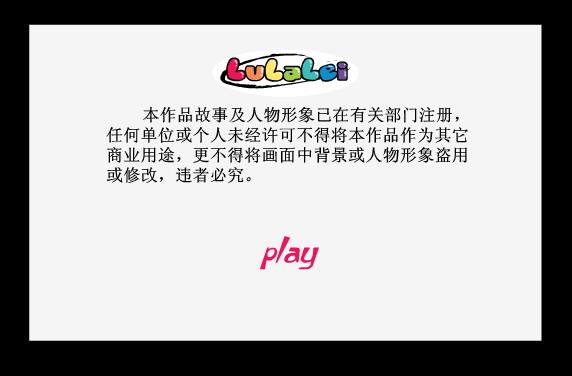 LuLaLei
本作品故事及人物形象已在有关部门注册，
任何单位或个人未经许可不得将本作品作为其它
商业用途，更不得将画面中背景或人物形象盗用
或修改，违者必究。
play